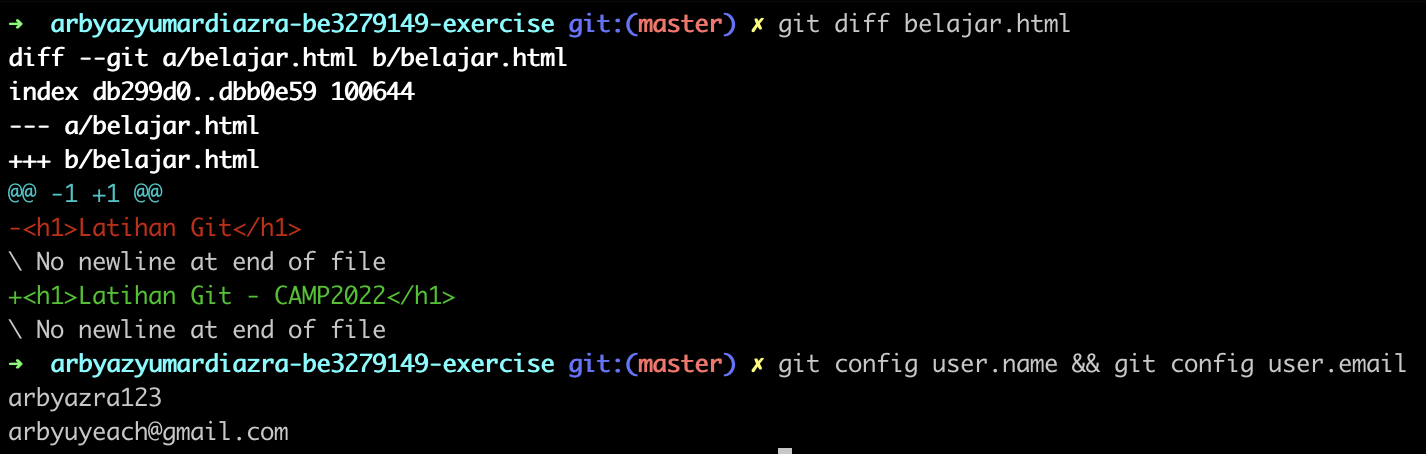 ➜  arbyazyumardiazra-be3279149-exercise git:(master) ✗ git diff belajar.html
diff --git a/belajar.html b/belajar.html
index db299d0..dbb0e59 100644
--- a/belajar.html
+++ b/belajar.html
@@ -1 +1 @@
-<h1>Latihan Git</h1>
\ No newline at end of file
+<h1>Latihan Git - CAMP2022</h1>
\ No newline at end of file
➜  arbyazyumardiazra-be3279149-exercise git:(master) ✗ git config user.name && git config user.email
arbyazra123
arbyuyeach@gmail.com